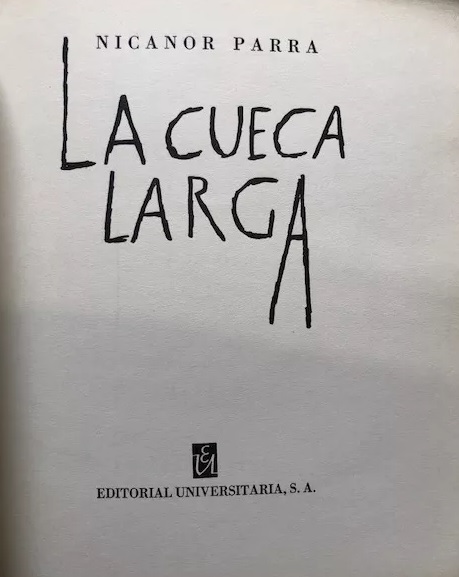 NICANOR PARRA
LA CUECA
LARGA
EU
EDITORIAL UNIVERSITARIA, S. A.